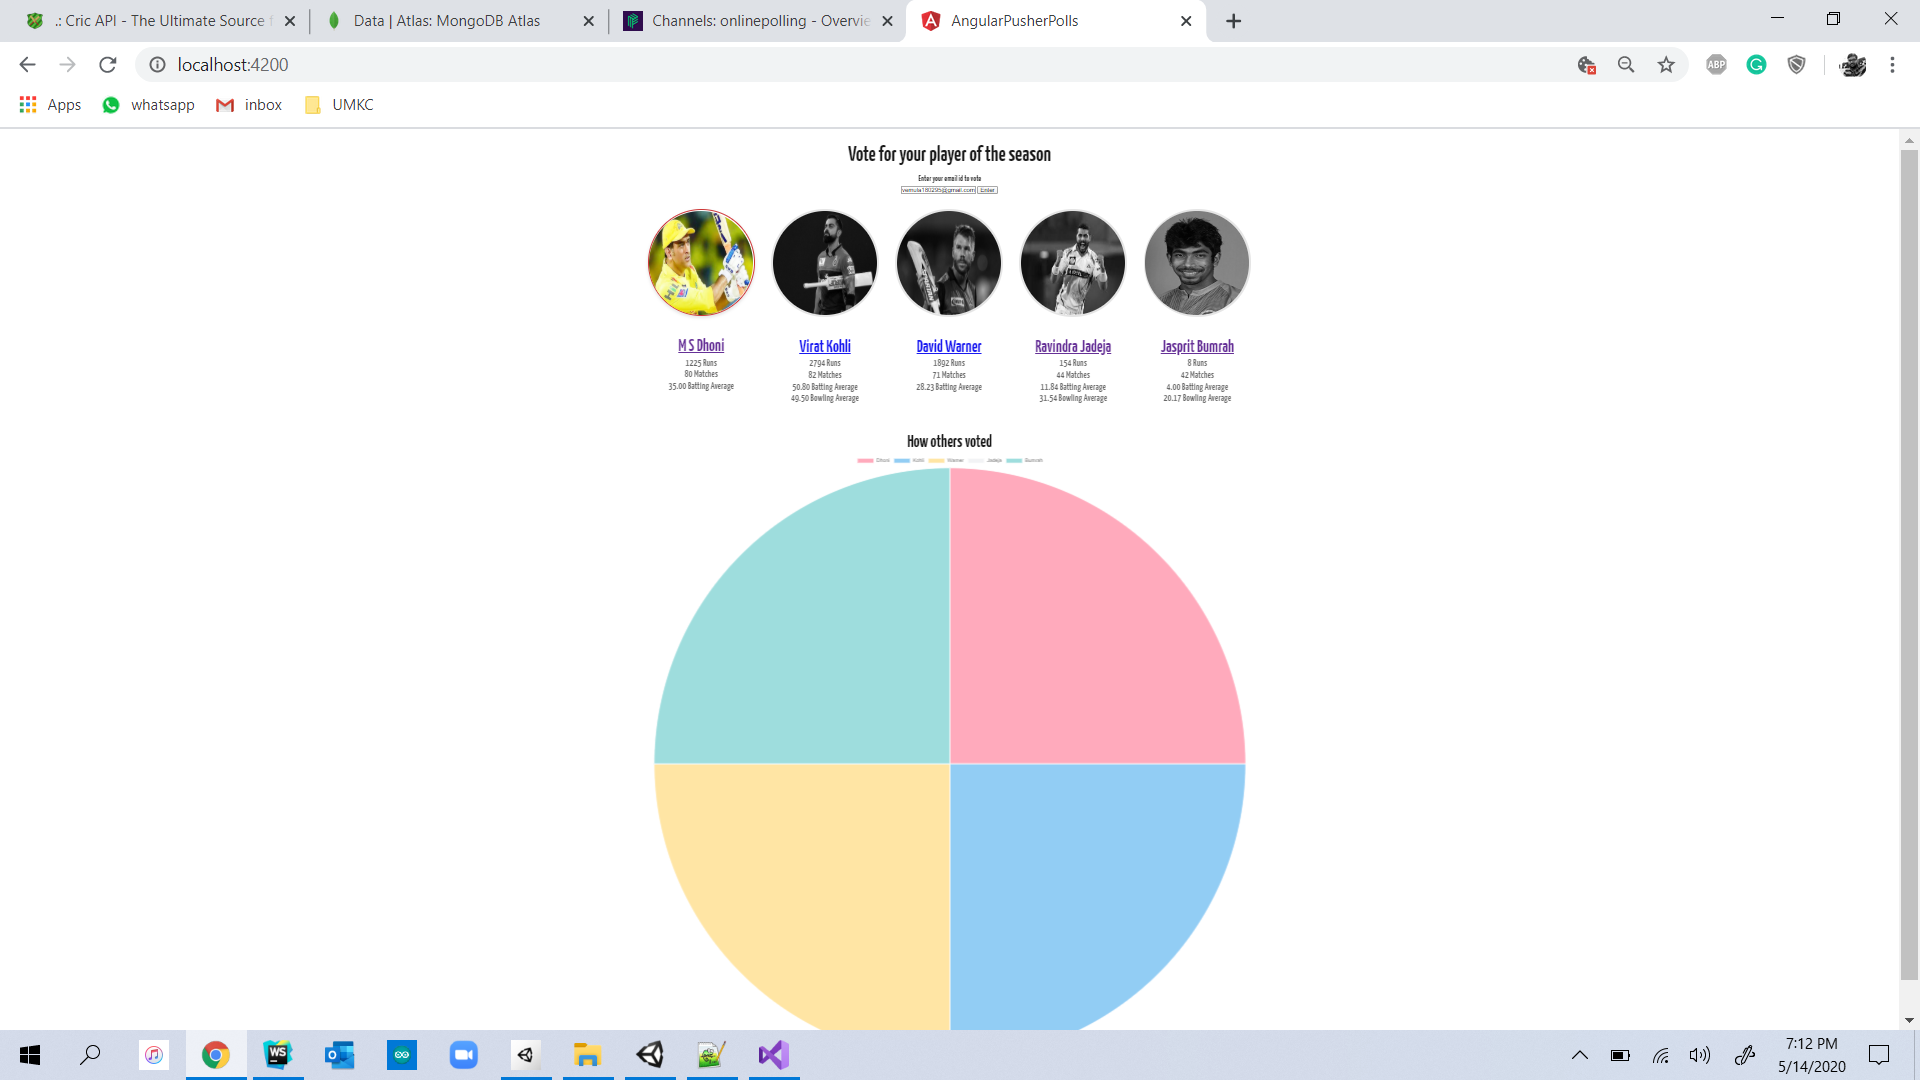 .: Cric API - The Ultimate Source f
Data | Atlas: MongoDB Atlas
Channels: onlinepolling - Overvie
AngularPusherPolls
localhost:4200
ABP
Apps
whatsapp
inbox
UMKC
Vote for your player of the season
Enter your email id to vote
vemula180295@gmail.com Enter
M S Dhoni
1225 Runs
80 Matches
35.00 Batting Average
Virat Kohli
2794 Runs
82 Matches
50.80 Batting Average
49.50 Bowling Average
David Warner
1892 Runs
71 Matches
28.23 Batting Average
Ravindra Jadeja
154 Runs
44 Matches
11.84 Batting Average
31.54 Bowling Average
Jasprit Bumrah
8 Runs
42 Matches
4.00 Batting Average
20.17 Bowling Average
How others voted
Dhoni Kohli Warner Jadeja Bumrah
WS
7:12 PM
5/14/2020